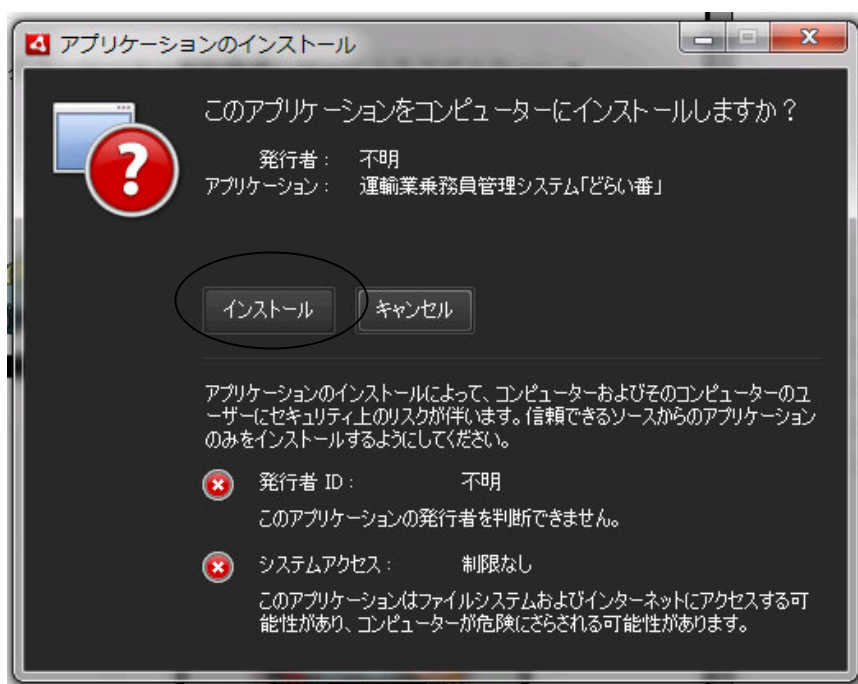 アプリケーションのインストール
このアプリケーションをコンピューターにインストールしますか?
発行者: 不明
アプリケーション: 運輸業乗務員管理システム「どらい番」
インストール キャンセル
アプリケーションのインストールによって、コンピューターおよびそのコンピューターのユ
ーザーにセキュリティ上のリスクが伴います。信頼できるソースからのアプリケーション
のみをインストールするようにしてください。
発行者 ID: 不明
このアプリケーションの発行者を判断できません。
システムアクセス: 制限なし
このアプリケーションはファイルシステムおよびインターネットにアクセスする可
能性があり、コンピューターが危険にさらされる可能性があります。